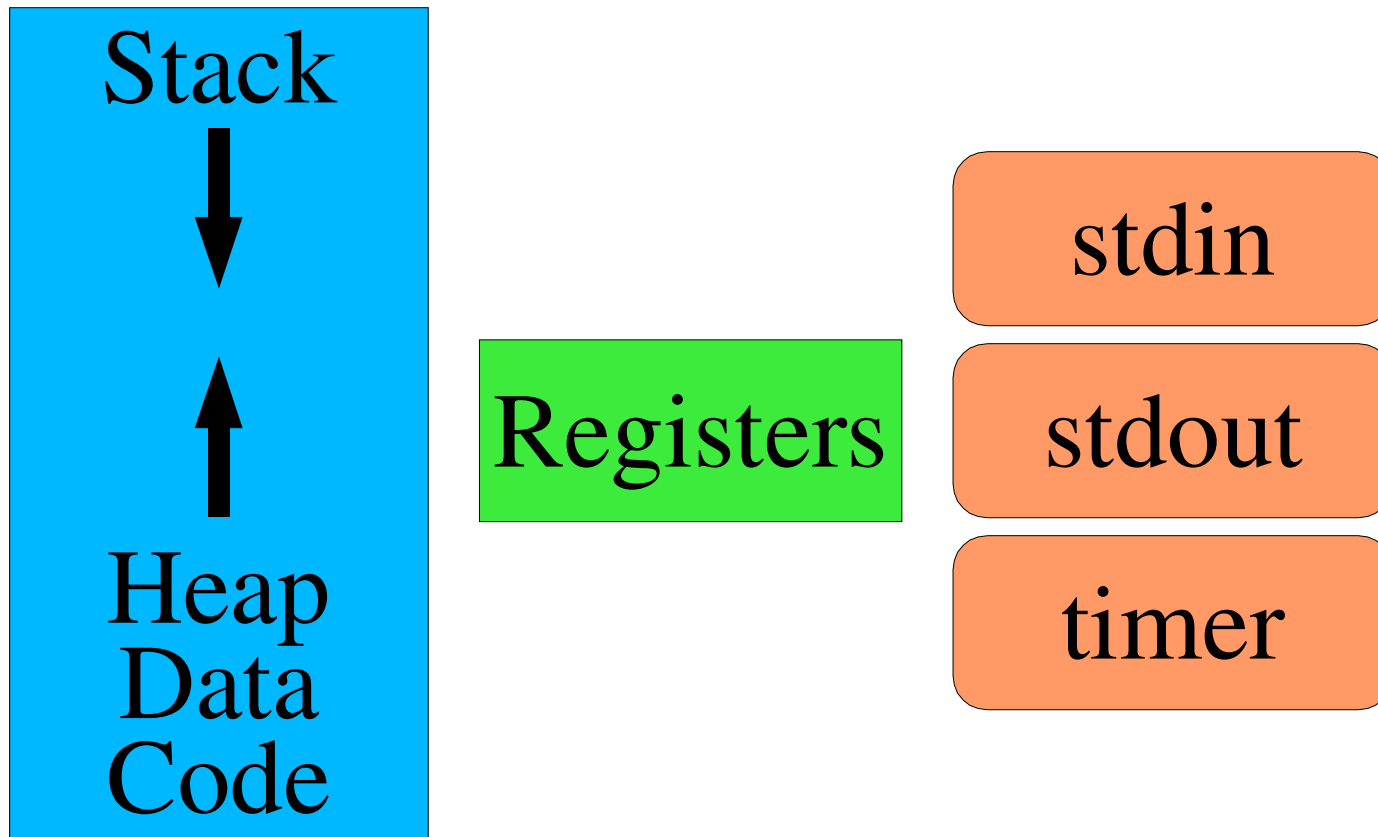 Stack
Heap
Data
Code
Registers
stdin
stdout
timer